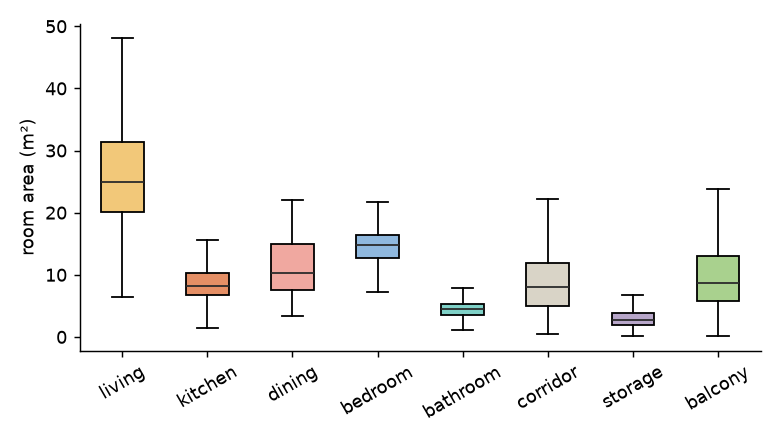 room area (m²)
50
40
30
20
10
0
living
kitchen
dining
bedroom
bathroom
corridor
storage
balcony